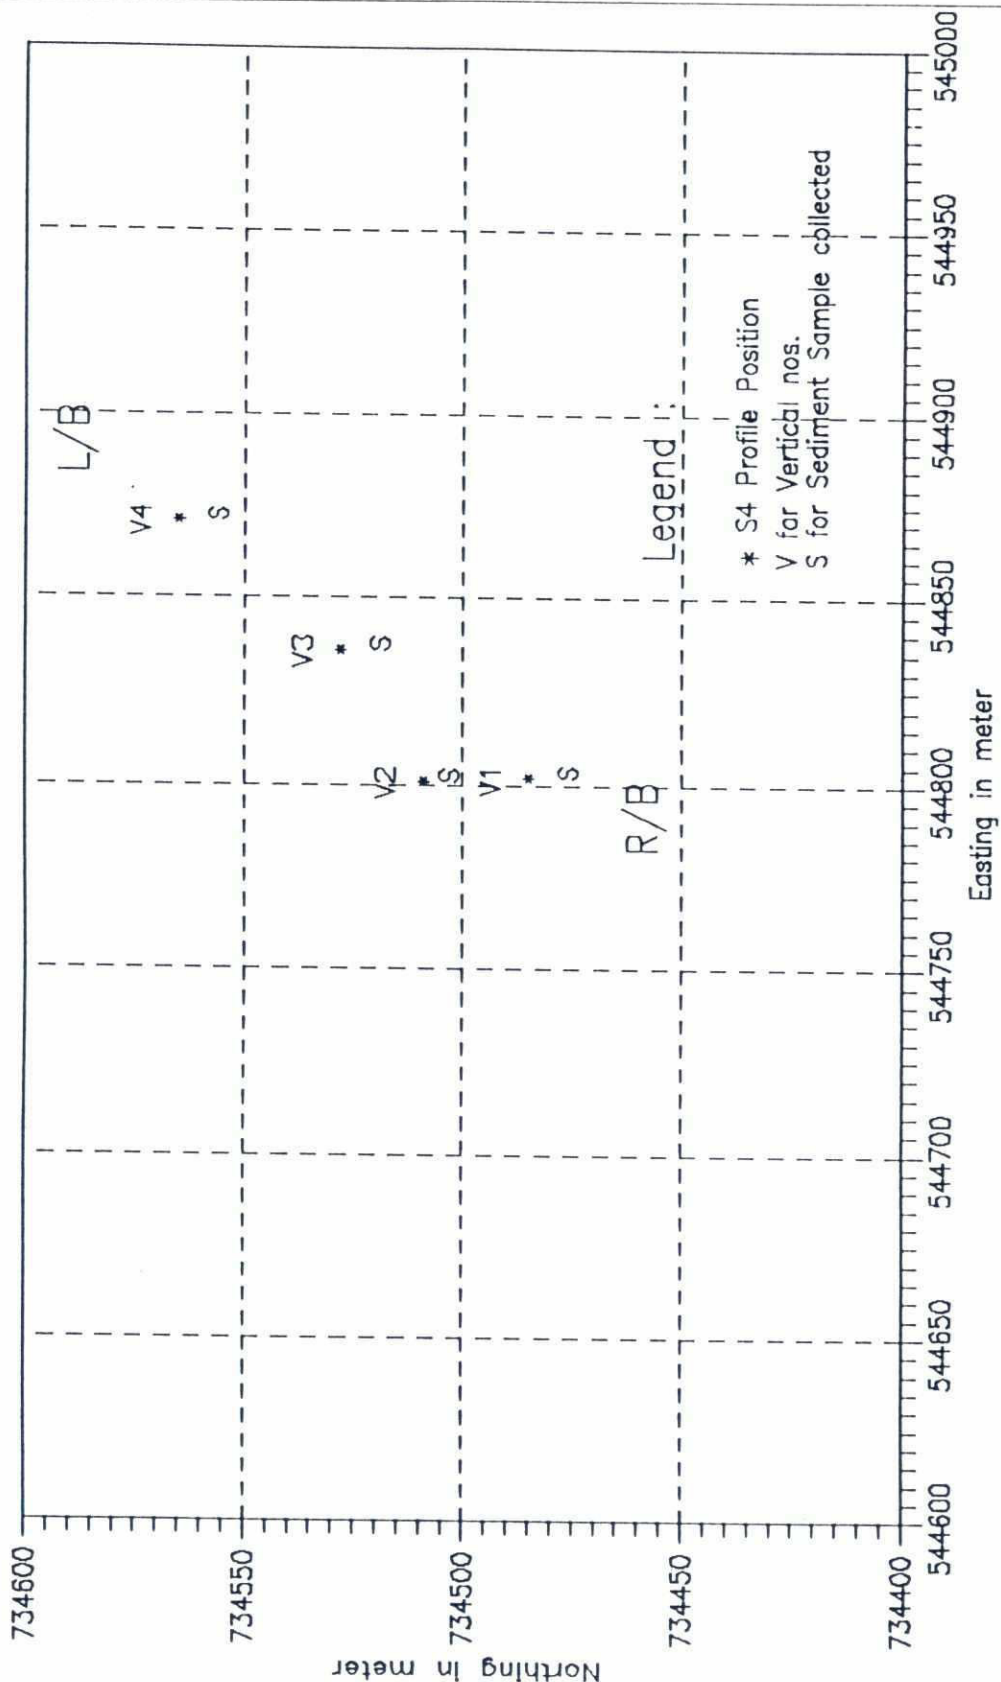 734600
734550
734500
734450
734400
Northing in meter
L/B
V4
*
S
V3
*
S
V2
*
S
V1
*
S
R/B
Legend :
* S4 Profile Position
V for Vertical nos.
S for Sediment Sample collected
544600
544650
544700
544750
544800
544850
544900
544950
545000
Easting in meter